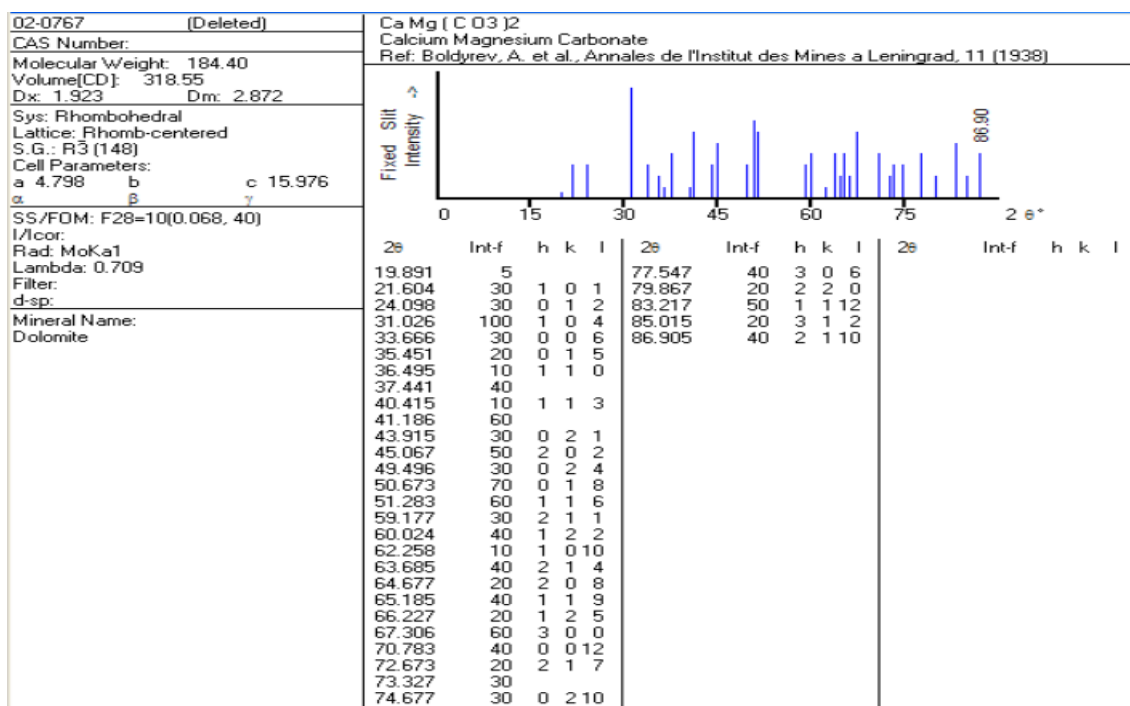 02-0767 (Deleted)
CAS Number:
Molecular Weight: 184.40
Volume[CD]: 318.55
Dx: 1.923 Dm: 2.872
Sys: Rhombohedral
Lattice: Rhomb-centered
S.G.: R3̅ (148)
Cell Parameters:
a 4.798 b c 15.976
α β γ
SS/FOM: F28=10(0.068, 40)
I/Icor:
Rad: MoKa1
Lambda: 0.709
Filter:
d-sp:
Mineral Name:
Dolomite
Ca Mg ( C O3 )2
Calcium Magnesium Carbonate
Ref: Boldyrev, A. et al., Annales de l'Institut des Mines a Leningrad, 11 (1938)
Fixed Slit
Intensity ->
86.90
0 15 30 45 60 75 2 θ°
2θ Int-f h k l
19.891 5
21.604 30 1 0 1
24.098 30 0 1 2
31.026 100 1 0 4
33.666 30 0 0 6
35.451 20 0 1 5
36.495 10 1 1 0
37.441 40
40.415 10 1 1 3
41.186 60
43.915 30 0 2 1
45.067 50 2 0 2
49.496 30 0 2 4
50.673 70 0 1 8
51.283 60 1 1 6
59.177 30 2 1 1
60.024 40 1 2 2
62.258 10 1 0 10
63.685 40 2 1 4
64.677 20 2 0 8
65.185 40 1 1 9
66.227 20 1 2 5
67.306 60 3 0 0
70.783 40 0 0 12
72.673 20 2 1 7
73.327 30
74.677 30 0 2 10
2θ Int-f h k l
77.547 40 3 0 6
79.867 20 2 2 0
83.217 50 1 1 12
85.015 20 3 1 2
86.905 40 2 1 10
2θ Int-f h k l